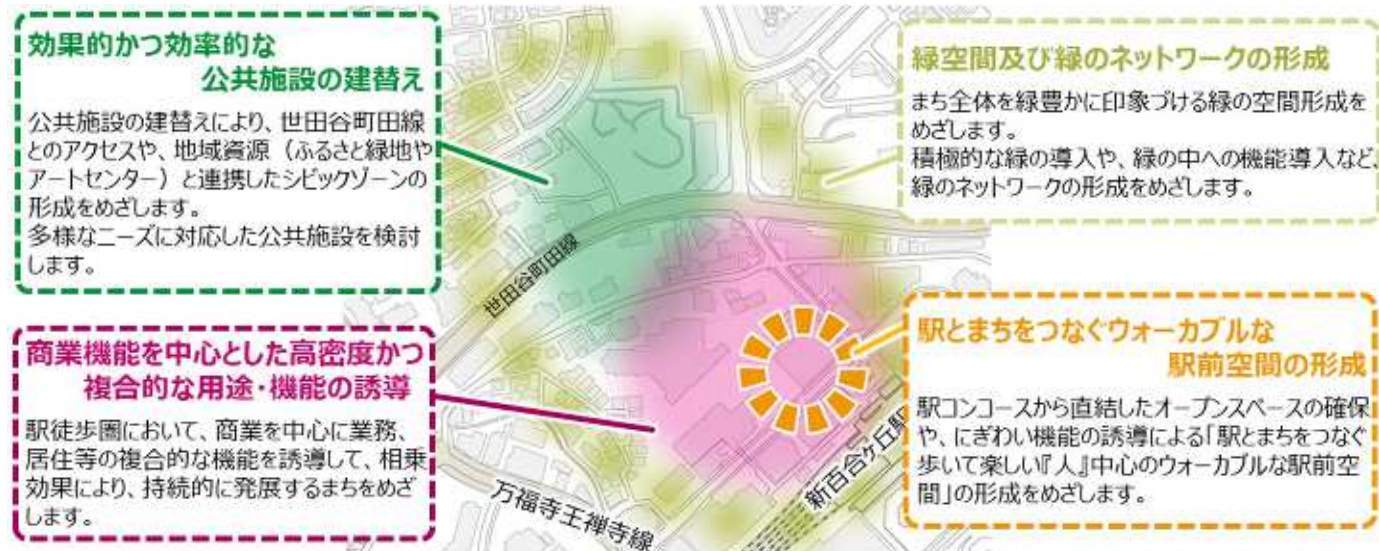 効果的かつ効率的な
公共施設の建替え
公共施設の建替えにより、世田谷町田線
とのアクセスや、地域資源（ふるさと緑地や
アートセンター）と連携したシビックゾーンの
形成をめざします。
多様なニーズに対応した公共施設を検討
します。
商業機能を中心とした高密度かつ
複合的な用途・機能の誘導
駅徒歩圏において、商業を中心に業務、
居住等の複合的な機能を誘導して、相乗
効果により、持続的に発展するまちをめざ
します。
世田谷町田線
万福寺王禅寺線
新百合ヶ丘駅
緑空間及び緑のネットワークの形成
まち全体を緑豊かに印象づける緑の空間形成を
めざします。
積極的な緑の導入や、緑の中への機能導入など、
緑のネットワークの形成をめざします。
駅とまちをつなぐウォーカブルな
駅前空間の形成
駅コンコースから直結したオープンスペースの確保
や、にぎわい機能の誘導による「駅とまちをつなぐ
歩いて楽しい『人』中心のウォーカブルな駅前空
間」の形成をめざします。